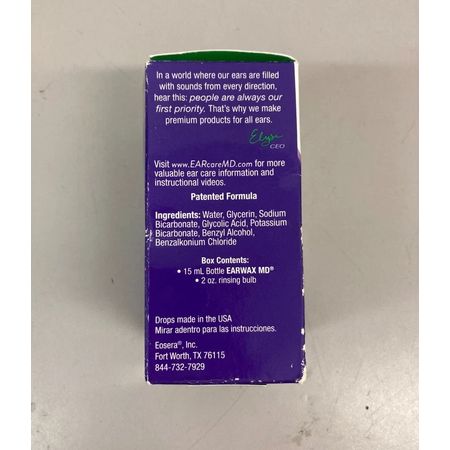 In a world where our ears are filled
with sounds from every direction,
hear this: people are always our
first priority. That's why we make
premium products for all ears.
Elyse
CEO
Visit www.EARcareMD.com for more
valuable ear care information and
instructional videos.
Patented Formula
Ingredients: Water, Glycerin, Sodium
Bicarbonate, Glycolic Acid, Potassium
Bicarbonate, Benzyl Alcohol,
Benzalkonium Chloride
Box Contents:
• 15 mL Bottle EARWAX MD®
• 2 oz. rinsing bulb
Drops made in the USA
Mirar adentro para las instrucciones.
Eosera®, Inc.
Fort Worth, TX 76115
844-732-7929